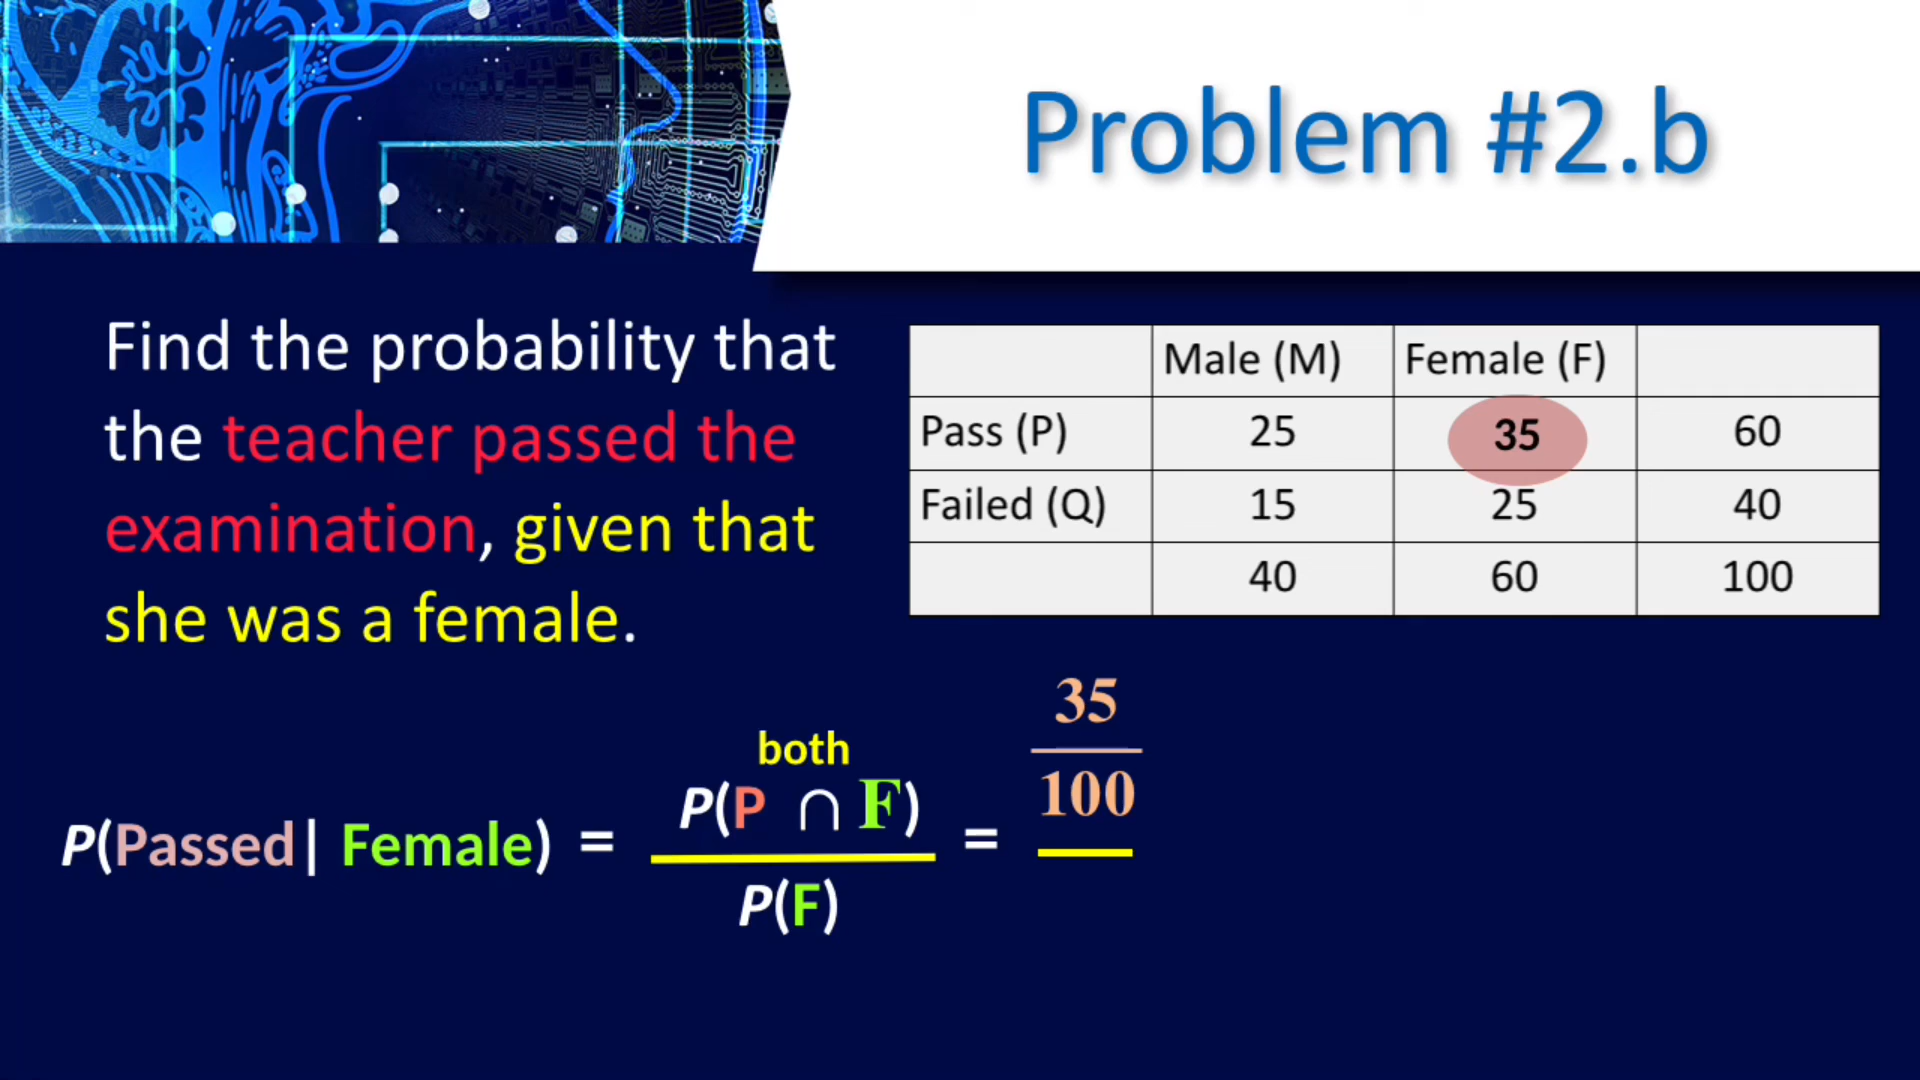 Problem #2.b
Find the probability that
the teacher passed the
examination, given that
she was a female.
Male (M) Female (F)
Pass (P) 25 35 60
Failed (Q) 15 25 40
40 60 100
P(Passed| Female) = P(P ∩ F) = 35
both
100
P(F)